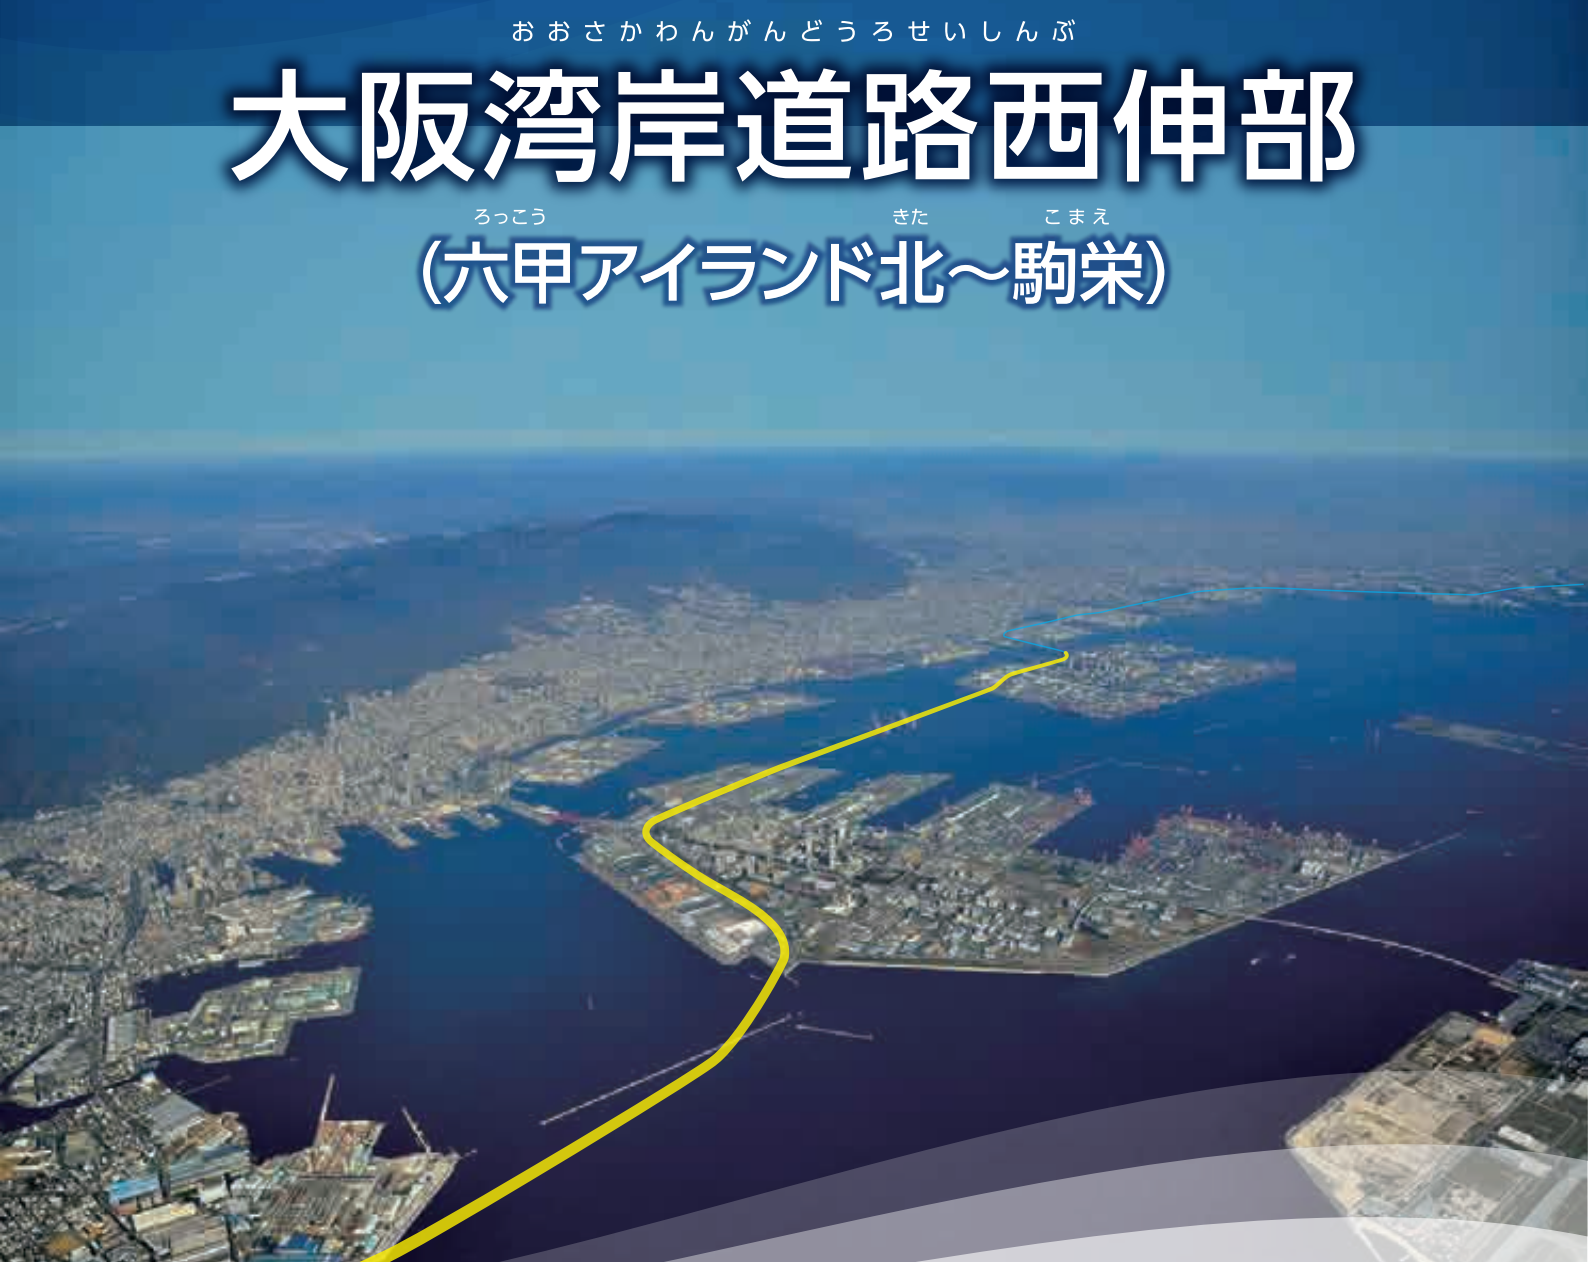 おおさかわんがんどうろせいしんぶ
大阪湾岸道路西伸部
ろっこう きた こまえ
（六甲アイランド北～駒栄）